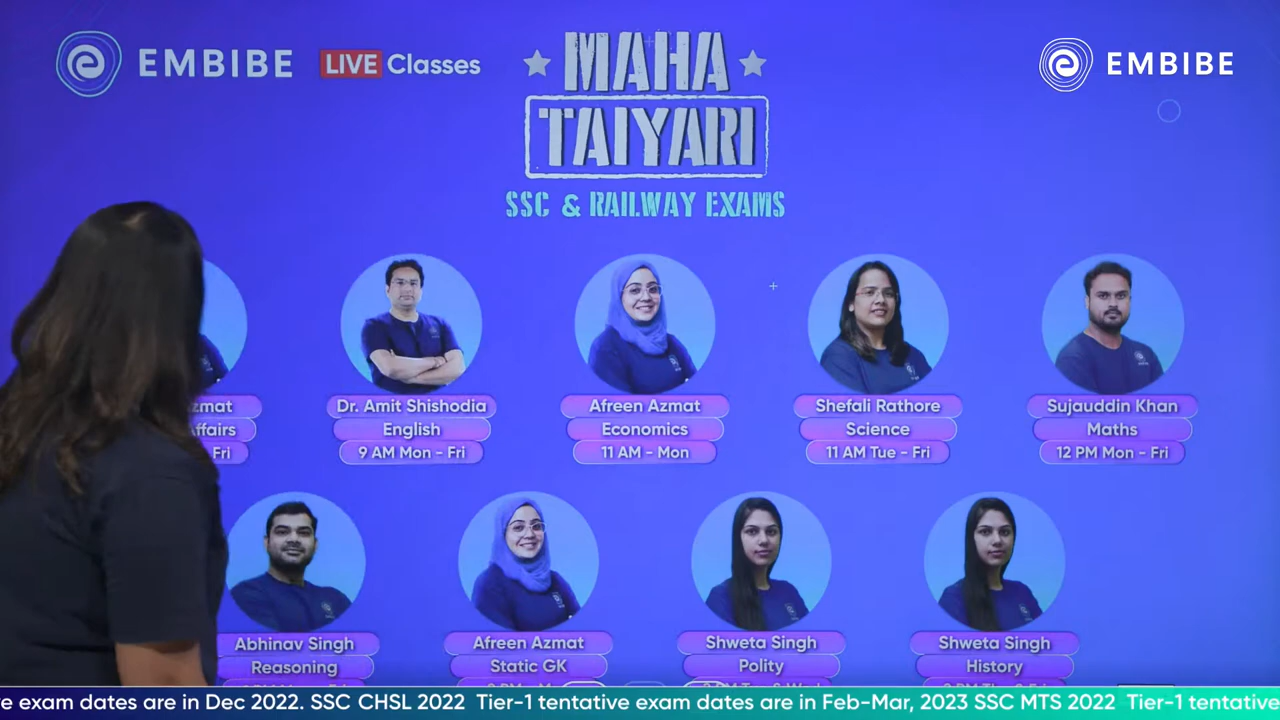 EMBIBE LIVE Classes
MAHA
TAIYARI
SSC & RAILWAY EXAMS
EMBIBE
zmat
ffairs
Fri
Dr. Amit Shishodia
English
9 AM Mon - Fri
Afreen Azmat
Economics
11 AM - Mon
Shefali Rathore
Science
11 AM Tue - Fri
Sujauddin Khan
Maths
12 PM Mon - Fri
Abhinav Singh
Reasoning
Afreen Azmat
Static GK
Shweta Singh
Polity
Shweta Singh
History
e exam dates are in Dec 2022. SSC CHSL 2022 Tier-1 tentative exam dates are in Feb-Mar, 2023 SSC MTS 2022 Tier-1 tentative